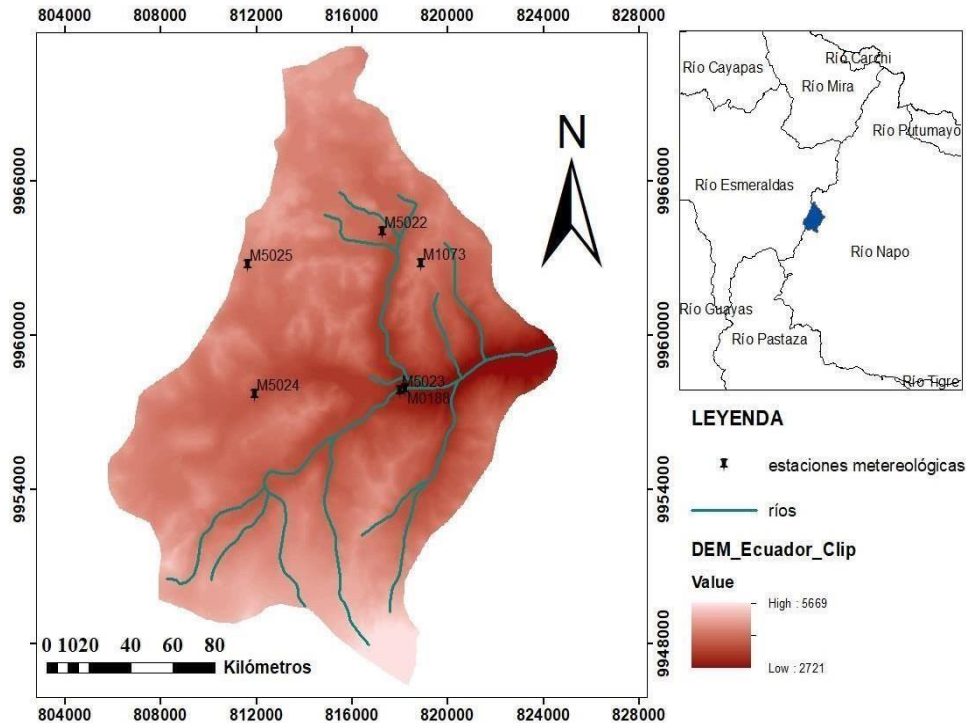 804000 808000 812000 816000 820000 824000 828000
9966000
9960000
9954000
9948000
N
M5022
M5025
M1073
M5024
M5023
M0188
0 1020 40 60 80
Kilómetros
9966000
9960000
9954000
9948000
804000 808000 812000 816000 820000 824000 828000
Río Carchi
Río Cayapas
Río Mira
Río Putumayo
Río Esmeraldas
Río Napo
Río Guayas
Río Pastaza
Río Tigre
LEYENDA
estaciones metereológicas
ríos
DEM_Ecuador_Clip
Value
High : 5669
Low : 2721